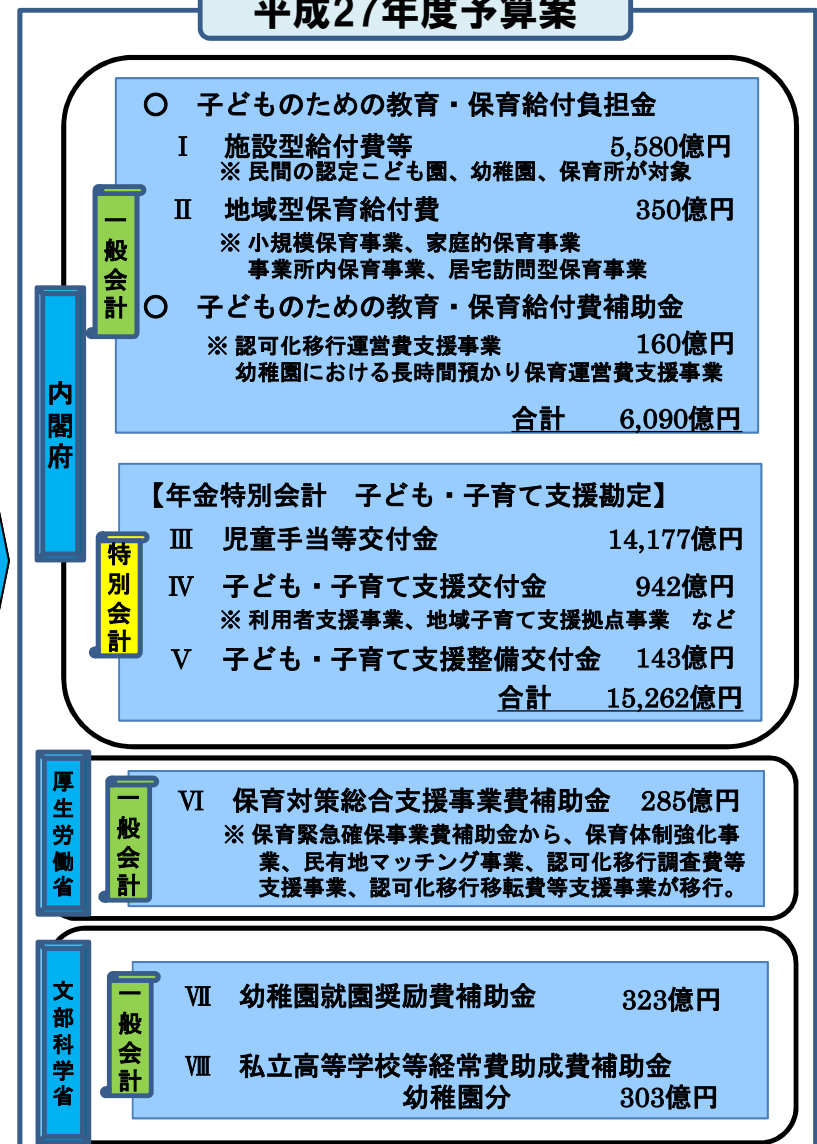 平成27年度予算案
内閣府
一般会計
○ 子どものための教育・保育給付負担金
Ⅰ 施設型給付費等 5,580億円
※ 民間の認定こども園、幼稚園、保育所が対象
Ⅱ 地域型保育給付費 350億円
※ 小規模保育事業、家庭的保育事業
事業所内保育事業、居宅訪問型保育事業
○ 子どものための教育・保育給付費補助金
※ 認可化移行運営費支援事業 160億円
幼稚園における長時間預かり保育運営費支援事業
合計 6,090億円
特別会計
【年金特別会計 子ども・子育て支援勘定】
Ⅲ 児童手当等交付金 14,177億円
Ⅳ 子ども・子育て支援交付金 942億円
※ 利用者支援事業、地域子育て支援拠点事業 など
Ⅴ 子ども・子育て支援整備交付金 143億円
合計 15,262億円
厚生労働省
一般会計
Ⅵ 保育対策総合支援事業費補助金 285億円
※ 保育緊急確保事業費補助金から、保育体制強化事
業、民有地マッチング事業、認可化移行調査費等
支援事業、認可化移行移転費等支援事業が移行。
文部科学省
一般会計
Ⅶ 幼稚園就園奨励費補助金 323億円
Ⅷ 私立高等学校等経常費助成費補助金
幼稚園分 303億円